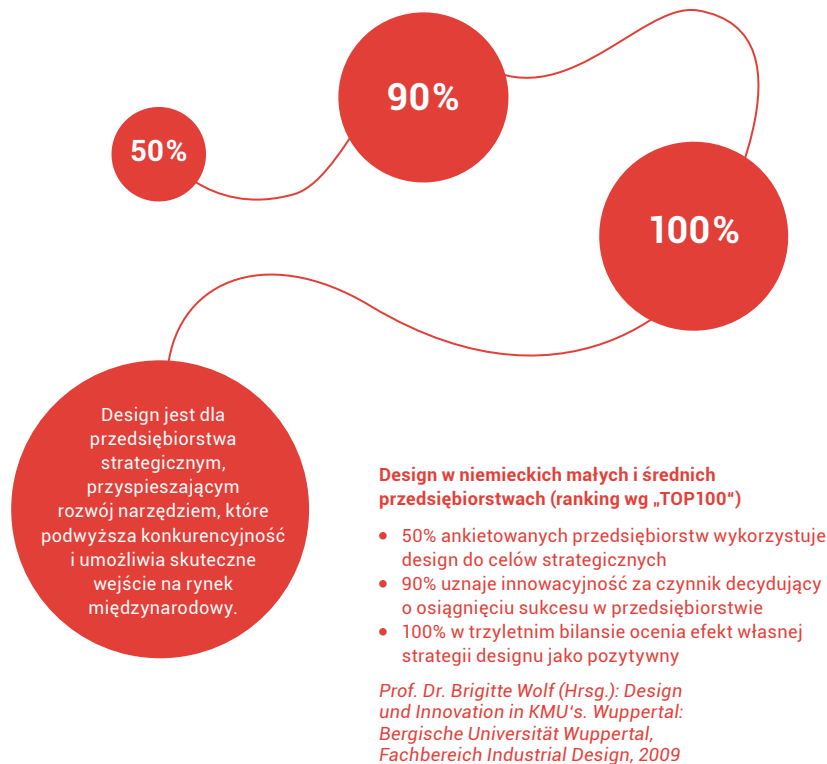 50%
90%
100%
Design jest dla
przedsiębiorstwa
strategicznym,
przyspieszającym
rozwój narzędziem, które
podwyższa konkurencyjność
i umożliwia skuteczne
wejście na rynek
międzynarodowy.
Design w niemieckich małych i średnich
przedsiębiorstwach (ranking wg „TOP100“)
• 50% ankietowanych przedsiębiorstw wykorzystuje
design do celów strategicznych
• 90% uznaje innowacyjność za czynnik decydujący
o osiągnięciu sukcesu w przedsiębiorstwie
• 100% w trzyletnim bilansie ocenia efekt własnej
strategii designu jako pozytywny
Prof. Dr. Brigitte Wolf (Hrsg.): Design
und Innovation in KMU‘s. Wuppertal:
Bergische Universität Wuppertal,
Fachbereich Industrial Design, 2009